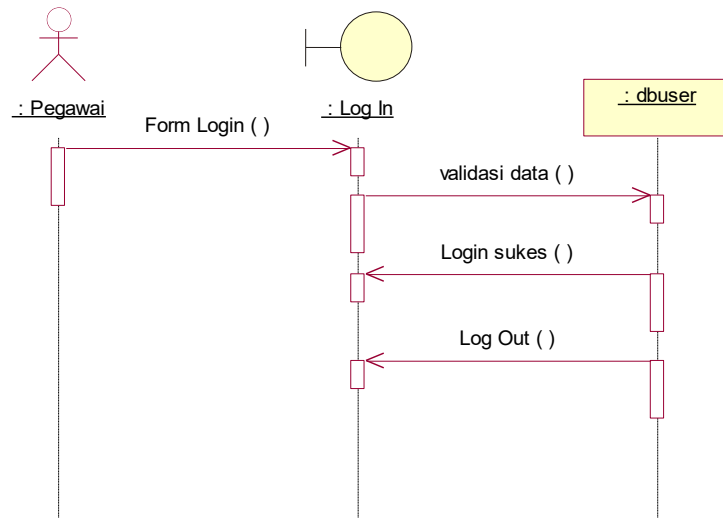 : Pegawai
: Log In
: dbuser
Form Login ( )
validasi data ( )
Login sukes ( )
Log Out ( )